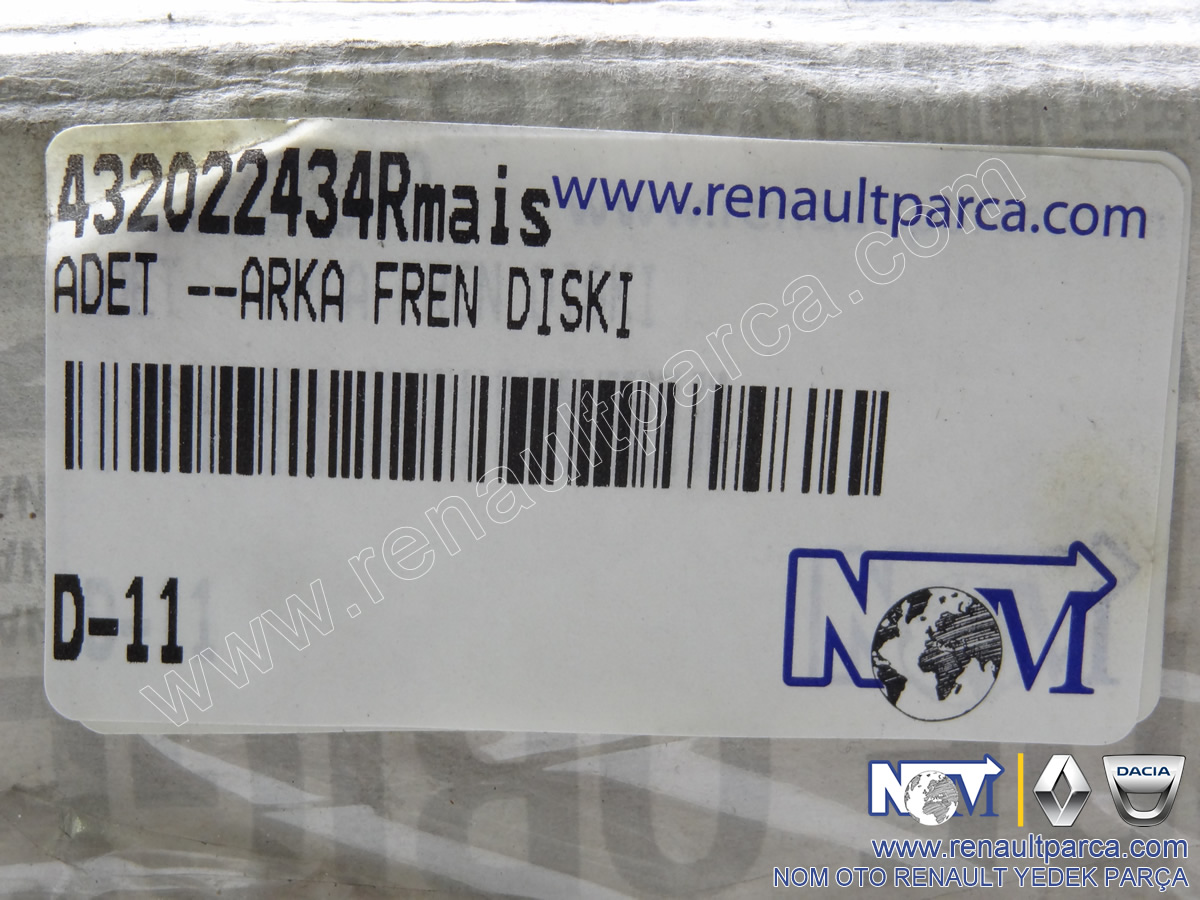 432022434Rmais www.renaultparca.com
ADET --ARKA FREN DISKI
www.renaultparca.com
D-11
NOM
NOM DACIA
www.renaultparca.com
NOM OTO RENAULT YEDEK PARÇA